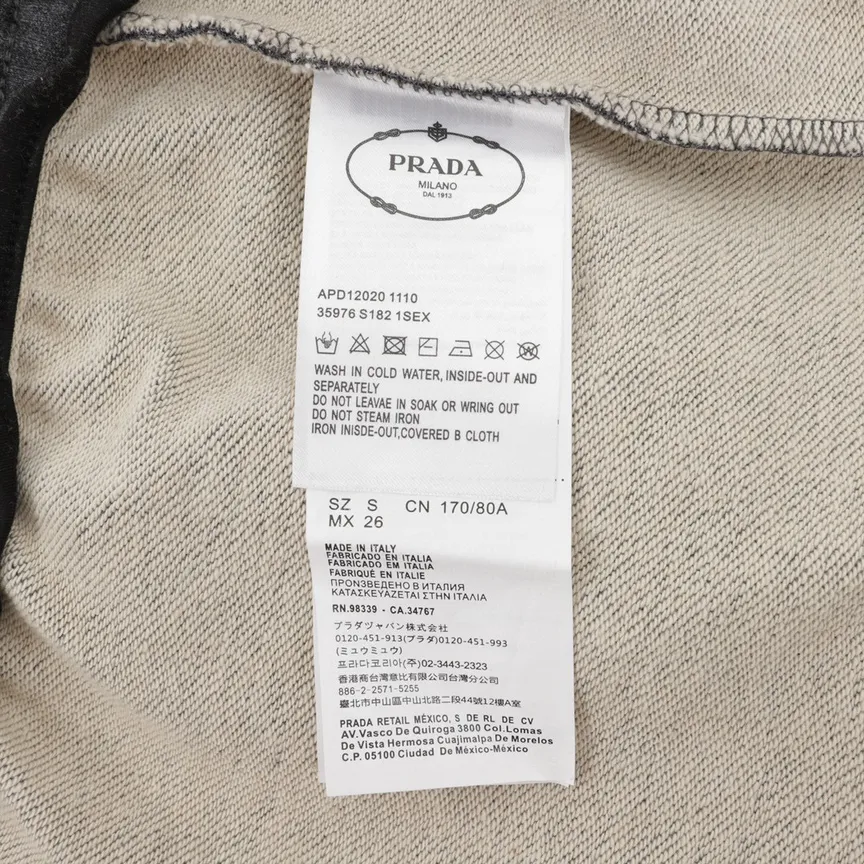 PRADA
MILANO
DAL 1913
APD12020 1110
35976 S182 1SEX
WASH IN COLD WATER, INSIDE-OUT AND
SEPARATELY
DO NOT LEAVAE IN SOAK OR WRING OUT
DO NOT STEAM IRON
IRON INISDE-OUT,COVERED B CLOTH
SZ S CN 170/80A
MX 26
MADE IN ITALY
FABRICADO EN ITALIA
FABRICADO EM ITALIA
FABRIQUÉ EN ITALIE
ПРОНЗВЕДЕНО В ИТАЛИЯ
ΚΑΤΑΣΚΕΥΑΖΕΤΑΙ ΣΤΗΝ ΙΤΑΛΙΑ
RN.98339 - CA.34767
プラダジャパン株式会社
0120-451-913(プラダ)0120-451-993
(ミュウミュウ)
프라다코리아(주)02-3443-2323
香港商台灣意比有限公司台灣分公司
886-2-2571-5255
臺北市中山區中山北路二段44號12樓A室
PRADA RETAIL MÉXICO, S DE RL DE CV
AV.Vasco De Quiroga 3800 Col.Lomas
De Vista Hermosa Cuajimalpa De Morelos
C.P. 05100 Ciudad De México-México